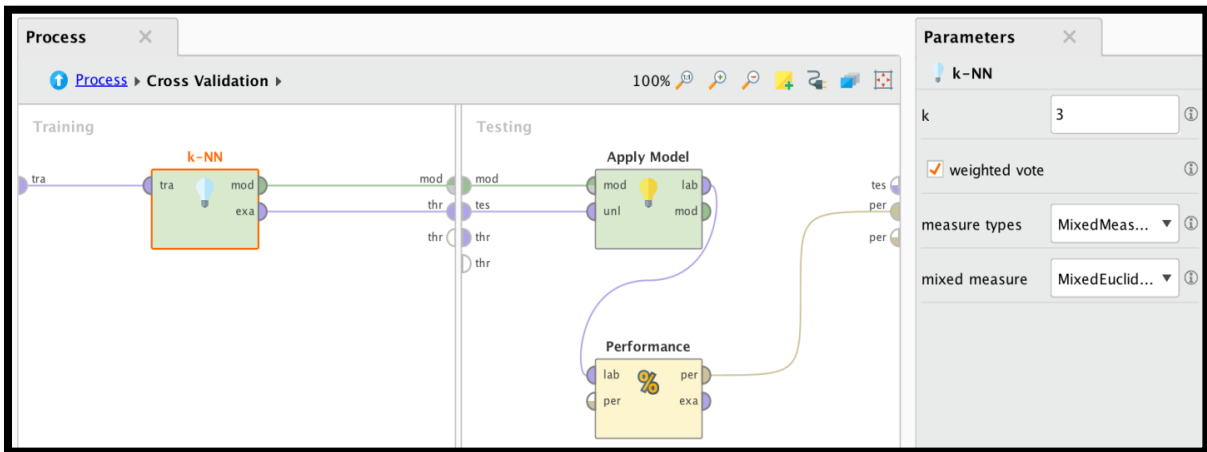 Process
Process ▸ Cross Validation ▸
100%
Training
k-NN
tra
tra
mod
exa
mod
thr
thr
Testing
mod
tes
thr
thr
Apply Model
mod
unl
lab
mod
tes
per
per
Performance
lab
per
%
per
exa
Parameters
k-NN
k
3
weighted vote
measure types
MixedMeas...
mixed measure
MixedEuclid...